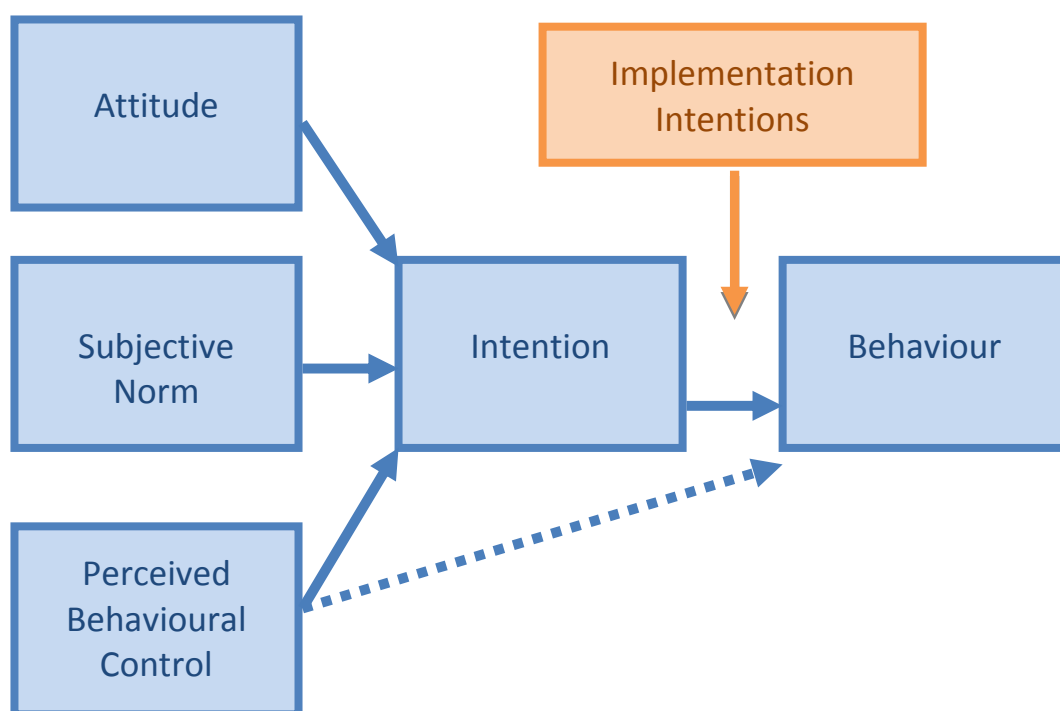 Attitude
Implementation
Intentions
Subjective
Norm
Intention
Behaviour
Perceived
Behavioural
Control